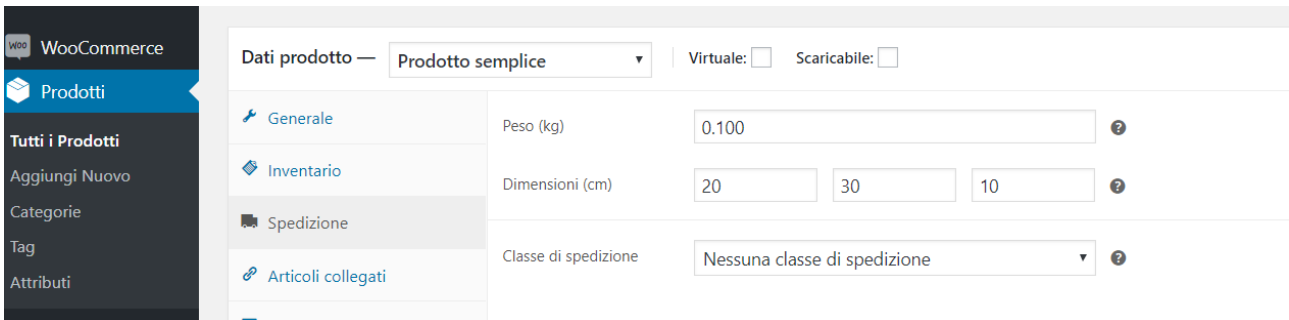 WOO WooCommerce
Prodotti
Tutti i Prodotti
Aggiungi Nuovo
Categorie
Tag
Attributi
Dati prodotto — Prodotto semplice Virtuale: Scaricabile:
Generale
Inventario
Spedizione
Articoli collegati
Peso (kg) 0.100 ?
Dimensioni (cm) 20 30 10 ?
Classe di spedizione Nessuna classe di spedizione ?